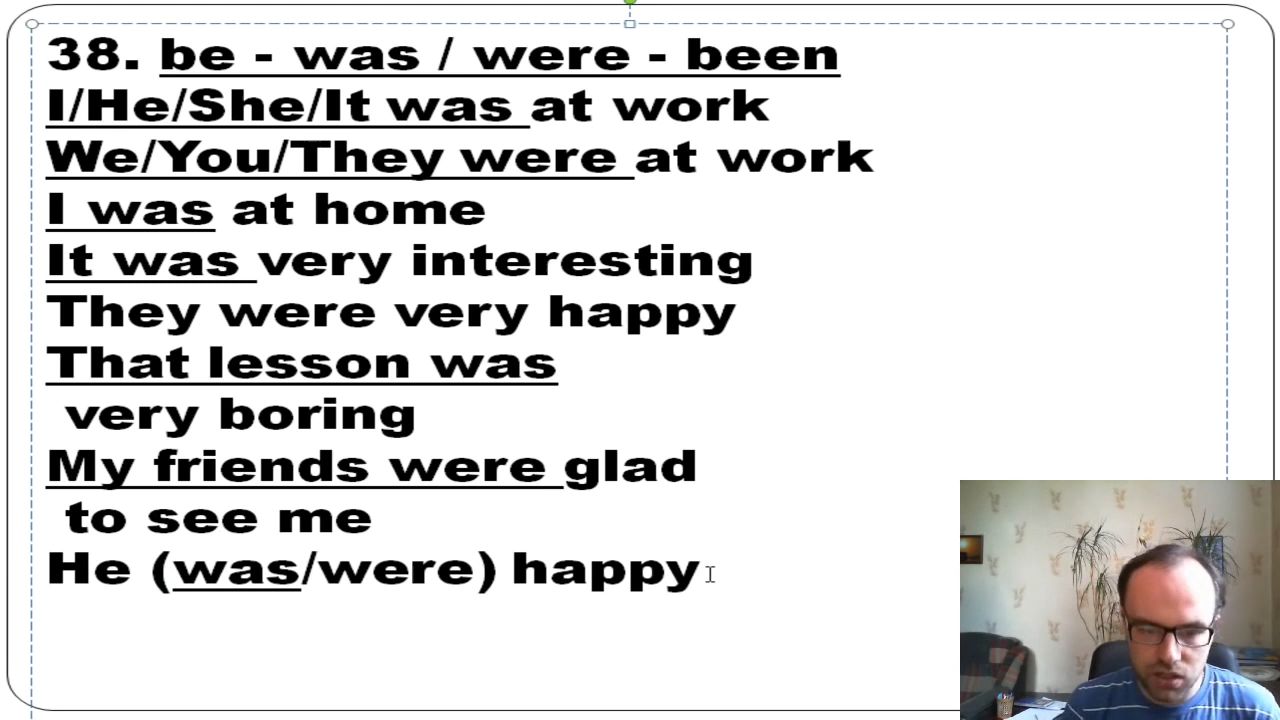 38. be - was / were - been
I/He/She/It was at work
We/You/They were at work
I was at home
It was very interesting
They were very happy
That lesson was
very boring
My friends were glad
to see me
He (was/were) happy